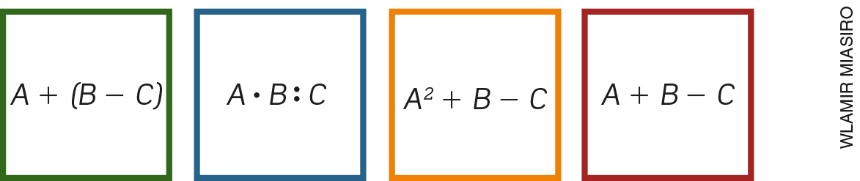 A + (B − C)
A · B : C
A² + B − C
A + B − C
WLAMIR MIASIRO